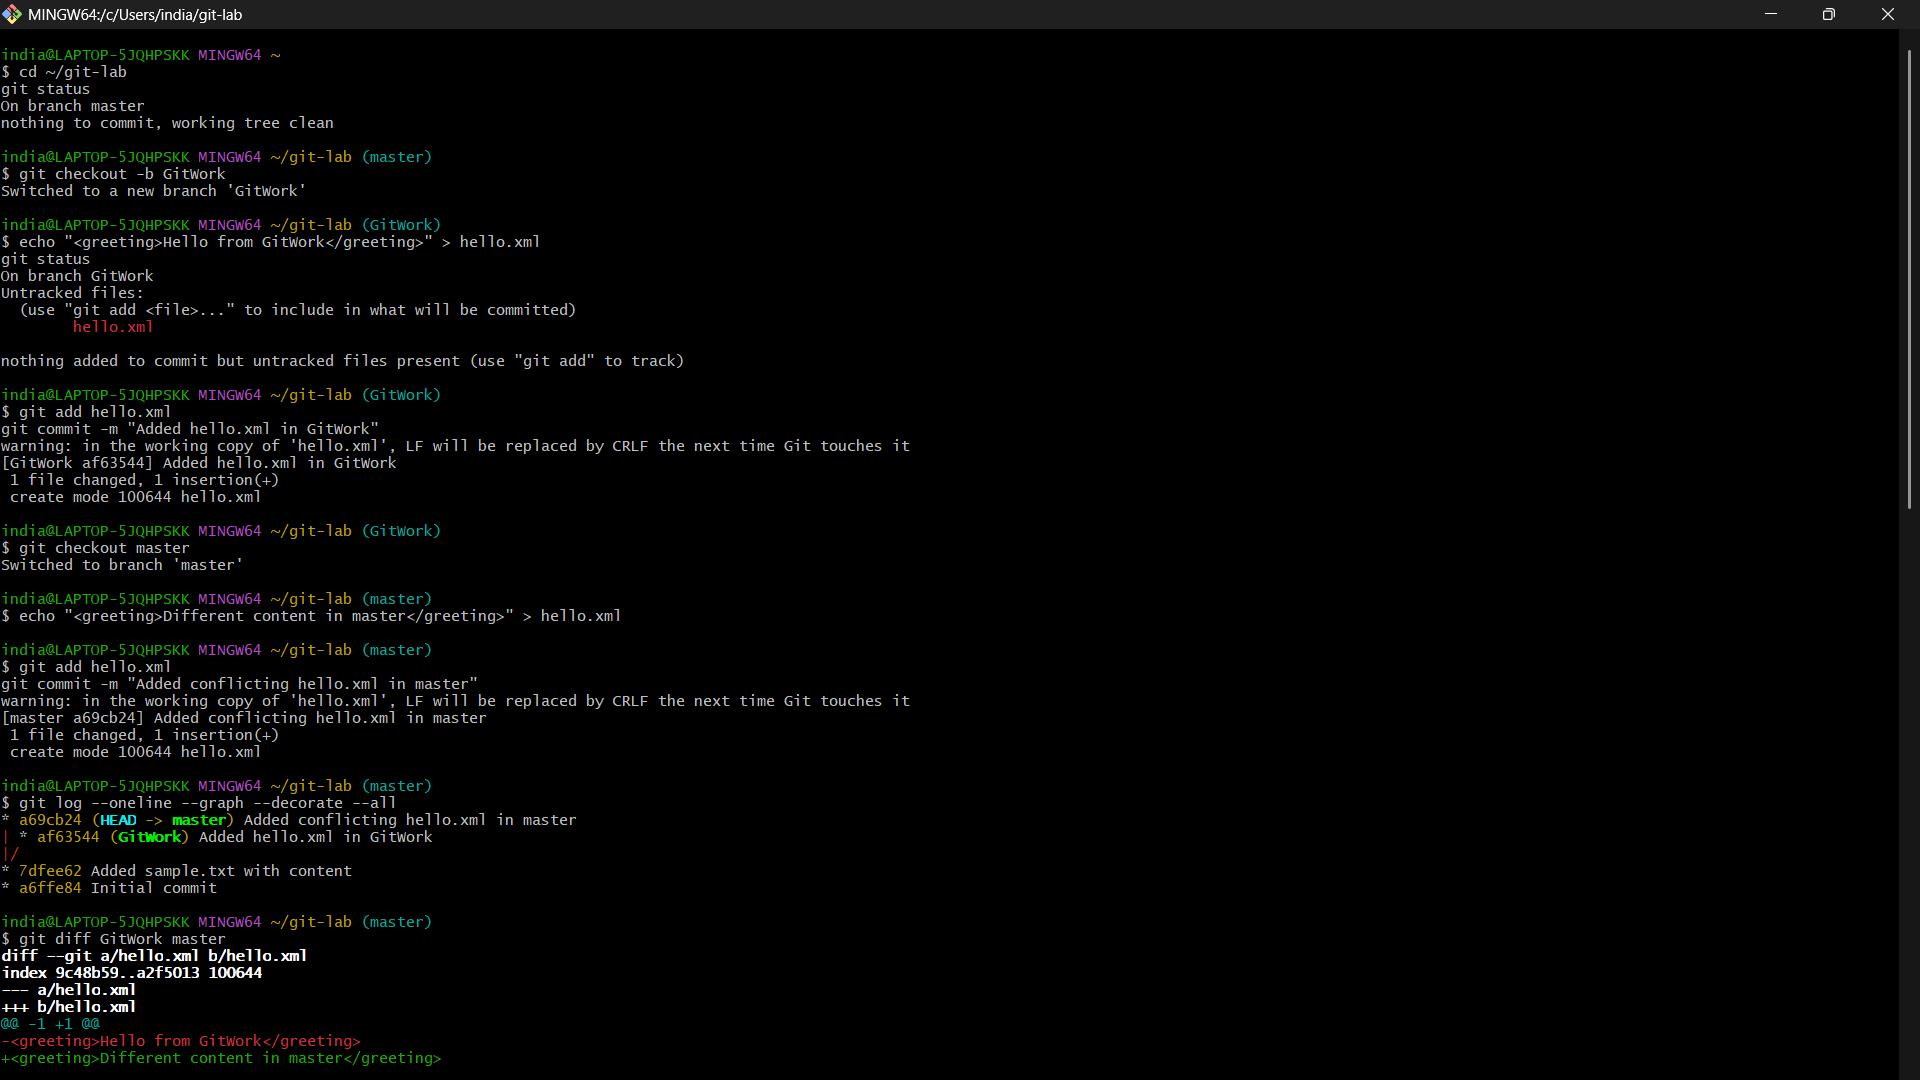 MINGW64:/c/Users/india/git-lab
india@LAPTOP-5JQHPSKK MINGW64 ~
$ cd ~/git-lab
git status
On branch master
nothing to commit, working tree clean
india@LAPTOP-5JQHPSKK MINGW64 ~/git-lab (master)
$ git checkout -b GitWork
Switched to a new branch 'GitWork'
india@LAPTOP-5JQHPSKK MINGW64 ~/git-lab (GitWork)
$ echo "<greeting>Hello from GitWork</greeting>" > hello.xml
git status
On branch GitWork
Untracked files:
  (use "git add <file>..." to include in what will be committed)
        hello.xml
nothing added to commit but untracked files present (use "git add" to track)
india@LAPTOP-5JQHPSKK MINGW64 ~/git-lab (GitWork)
$ git add hello.xml
git commit -m "Added hello.xml in GitWork"
warning: in the working copy of 'hello.xml', LF will be replaced by CRLF the next time Git touches it
[GitWork af63544] Added hello.xml in GitWork
 1 file changed, 1 insertion(+)
 create mode 100644 hello.xml
india@LAPTOP-5JQHPSKK MINGW64 ~/git-lab (GitWork)
$ git checkout master
Switched to branch 'master'
india@LAPTOP-5JQHPSKK MINGW64 ~/git-lab (master)
$ echo "<greeting>Different content in master</greeting>" > hello.xml
india@LAPTOP-5JQHPSKK MINGW64 ~/git-lab (master)
$ git add hello.xml
git commit -m "Added conflicting hello.xml in master"
warning: in the working copy of 'hello.xml', LF will be replaced by CRLF the next time Git touches it
[master a69cb24] Added conflicting hello.xml in master
 1 file changed, 1 insertion(+)
 create mode 100644 hello.xml
india@LAPTOP-5JQHPSKK MINGW64 ~/git-lab (master)
$ git log --oneline --graph --decorate --all
* a69cb24 (HEAD -> master) Added conflicting hello.xml in master
| * af63544 (GitWork) Added hello.xml in GitWork
|/
* 7dfee62 Added sample.txt with content
* a6ffe84 Initial commit
india@LAPTOP-5JQHPSKK MINGW64 ~/git-lab (master)
$ git diff GitWork master
diff --git a/hello.xml b/hello.xml
index 9c48b59..a2f5013 100644
--- a/hello.xml
+++ b/hello.xml
@@ -1 +1 @@
-<greeting>Hello from GitWork</greeting>
+<greeting>Different content in master</greeting>